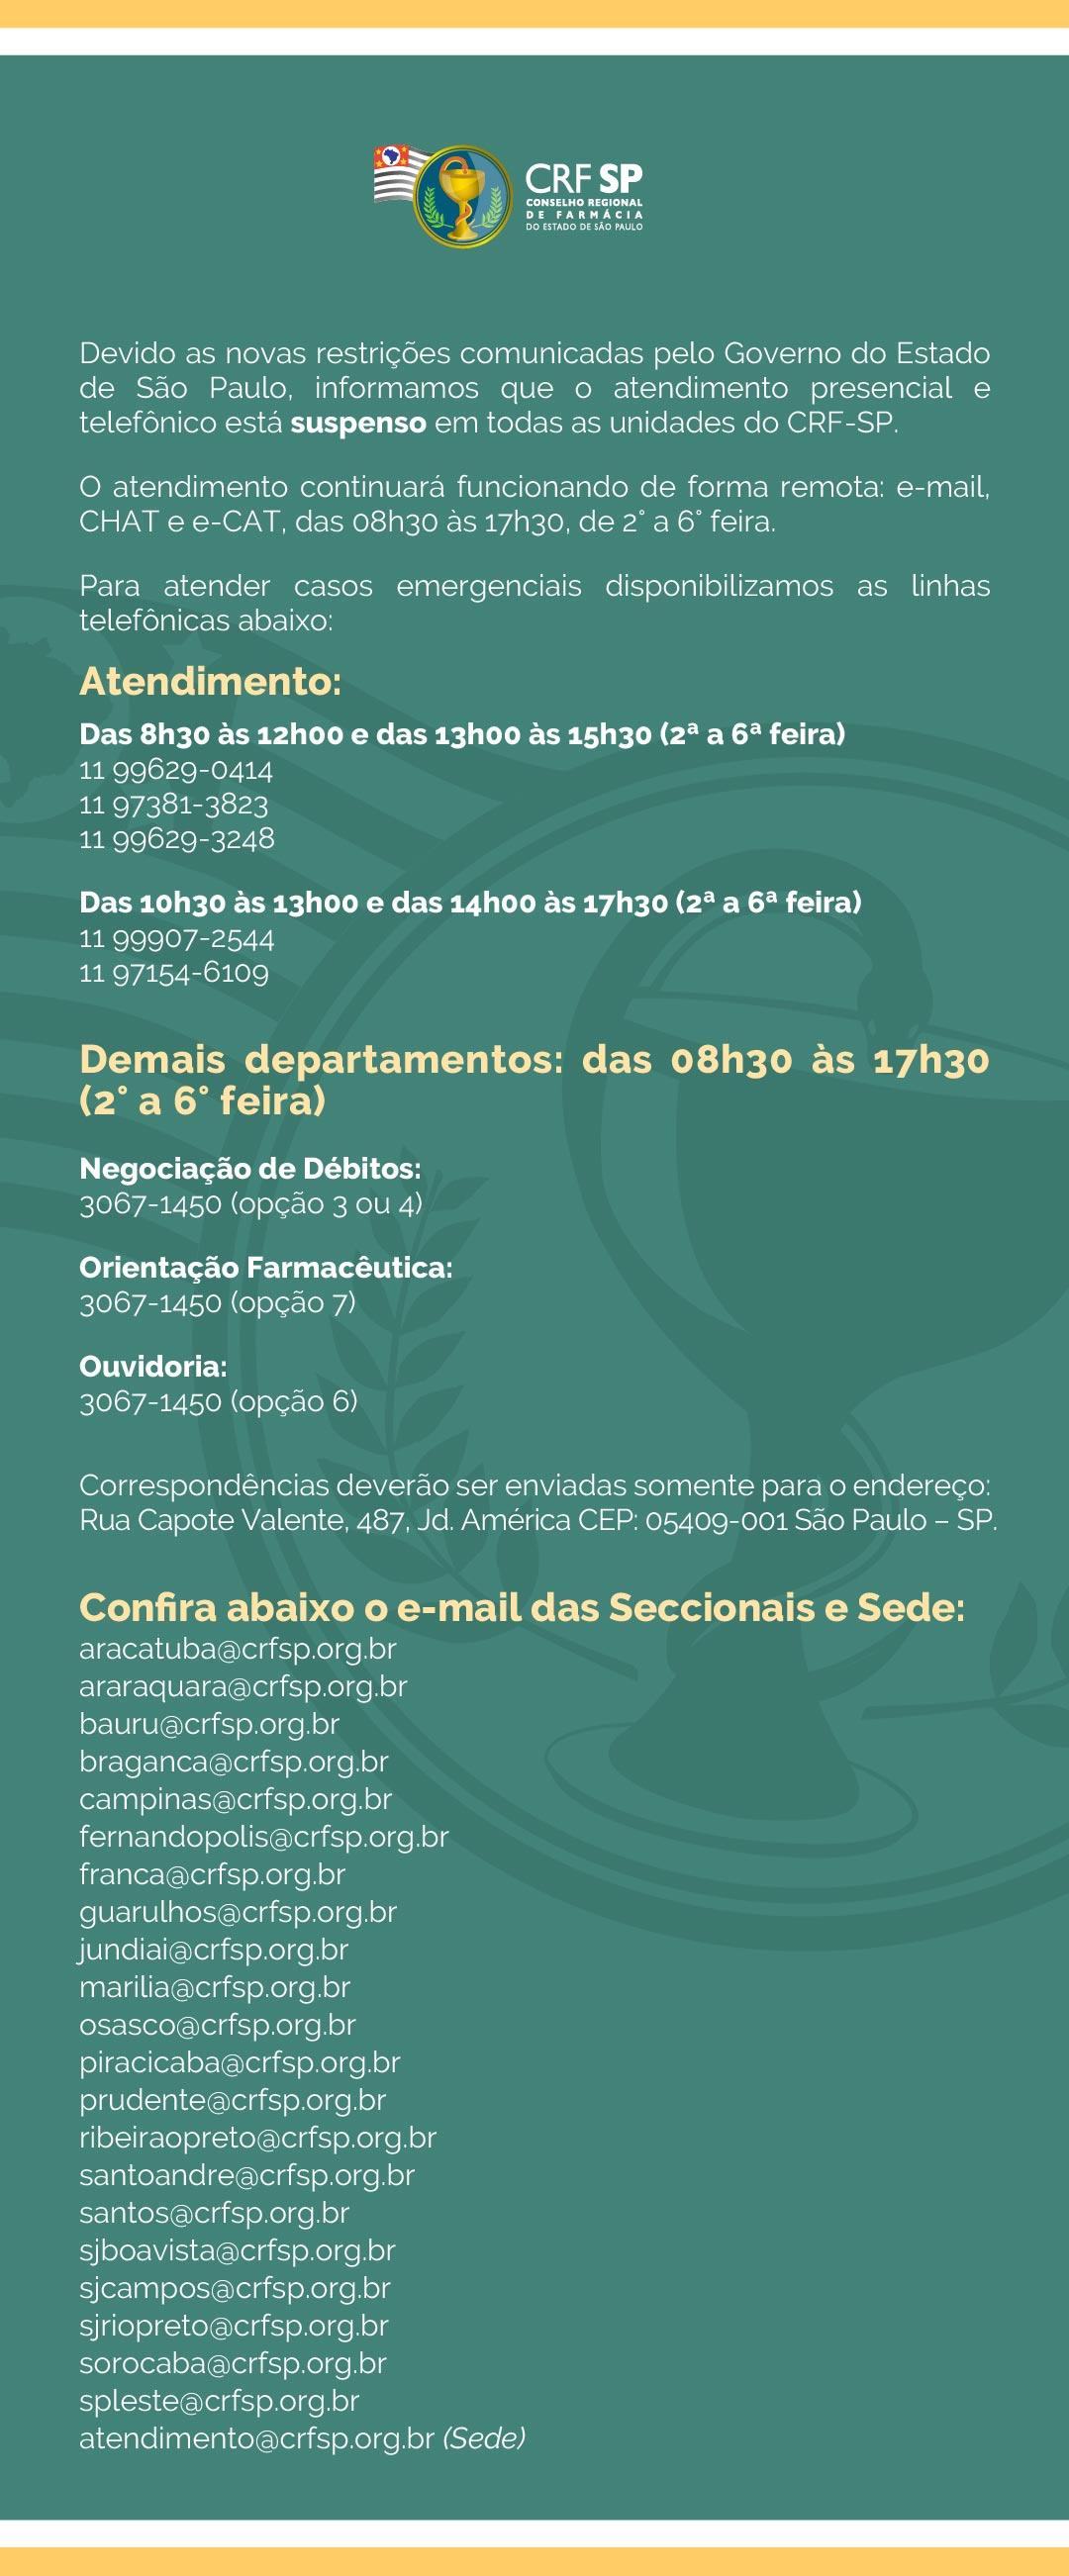 CRF SP
CONSELHO REGIONAL
DE FARMÁCIA
DO ESTADO DE SÃO PAULO
Devido as novas restrições comunicadas pelo Governo do Estado
de São Paulo, informamos que o atendimento presencial e
telefônico está suspenso em todas as unidades do CRF-SP.
O atendimento continuará funcionando de forma remota: e-mail,
CHAT e e-CAT, das 08h30 às 17h30, de 2° a 6° feira.
Para atender casos emergenciais disponibilizamos as linhas
telefônicas abaixo:
Atendimento:
Das 8h30 às 12h00 e das 13h00 às 15h30 (2ª a 6ª feira)
11 99629-0414
11 97381-3823
11 99629-3248
Das 10h30 às 13h00 e das 14h00 às 17h30 (2ª a 6ª feira)
11 99907-2544
11 97154-6109
Demais departamentos: das 08h30 às 17h30
(2° a 6° feira)
Negociação de Débitos:
3067-1450 (opção 3 ou 4)
Orientação Farmacêutica:
3067-1450 (opção 7)
Ouvidoria:
3067-1450 (opção 6)
Correspondências deverão ser enviadas somente para o endereço:
Rua Capote Valente, 487, Jd. América CEP: 05409-001 São Paulo – SP.
Confira abaixo o e-mail das Seccionais e Sede:
aracatuba@crfsp.org.br
araraquara@crfsp.org.br
bauru@crfsp.org.br
braganca@crfsp.org.br
campinas@crfsp.org.br
fernandopolis@crfsp.org.br
franca@crfsp.org.br
guarulhos@crfsp.org.br
jundiai@crfsp.org.br
marilia@crfsp.org.br
osasco@crfsp.org.br
piracicaba@crfsp.org.br
prudente@crfsp.org.br
ribeiraopreto@crfsp.org.br
santoandre@crfsp.org.br
santos@crfsp.org.br
sjboavista@crfsp.org.br
sjcampos@crfsp.org.br
sjriopreto@crfsp.org.br
sorocaba@crfsp.org.br
spleste@crfsp.org.br
atendimento@crfsp.org.br (Sede)